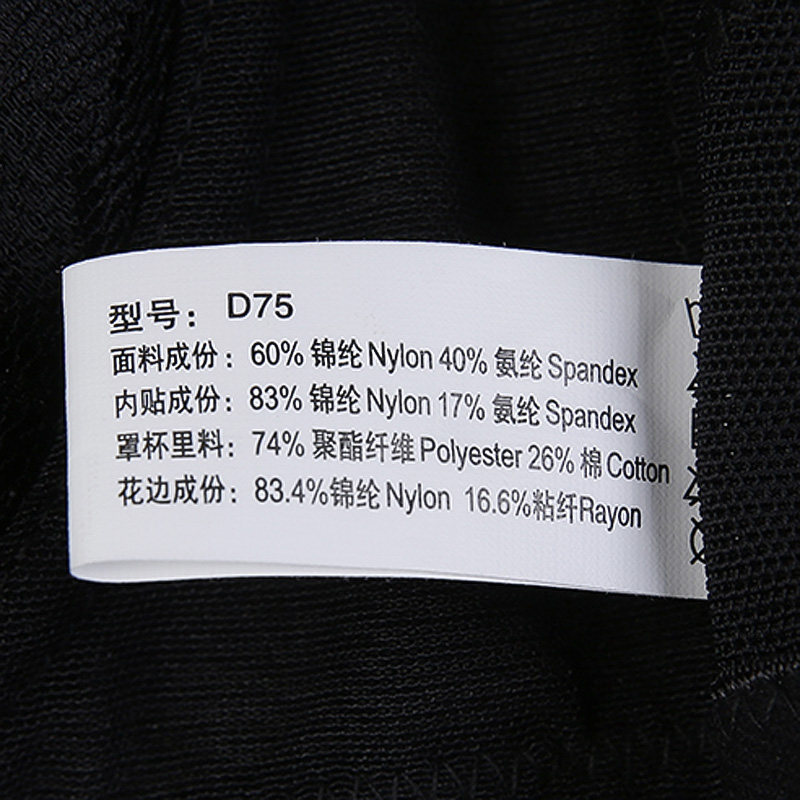 型号：D75
面料成份：60% 锦纶 Nylon 40% 氨纶 Spandex
内贴成份：83% 锦纶 Nylon 17% 氨纶 Spandex
罩杯里料：74% 聚酯纤维 Polyester 26% 棉 Cotton
花边成份：83.4%锦纶 Nylon 16.6%粘纤Rayon